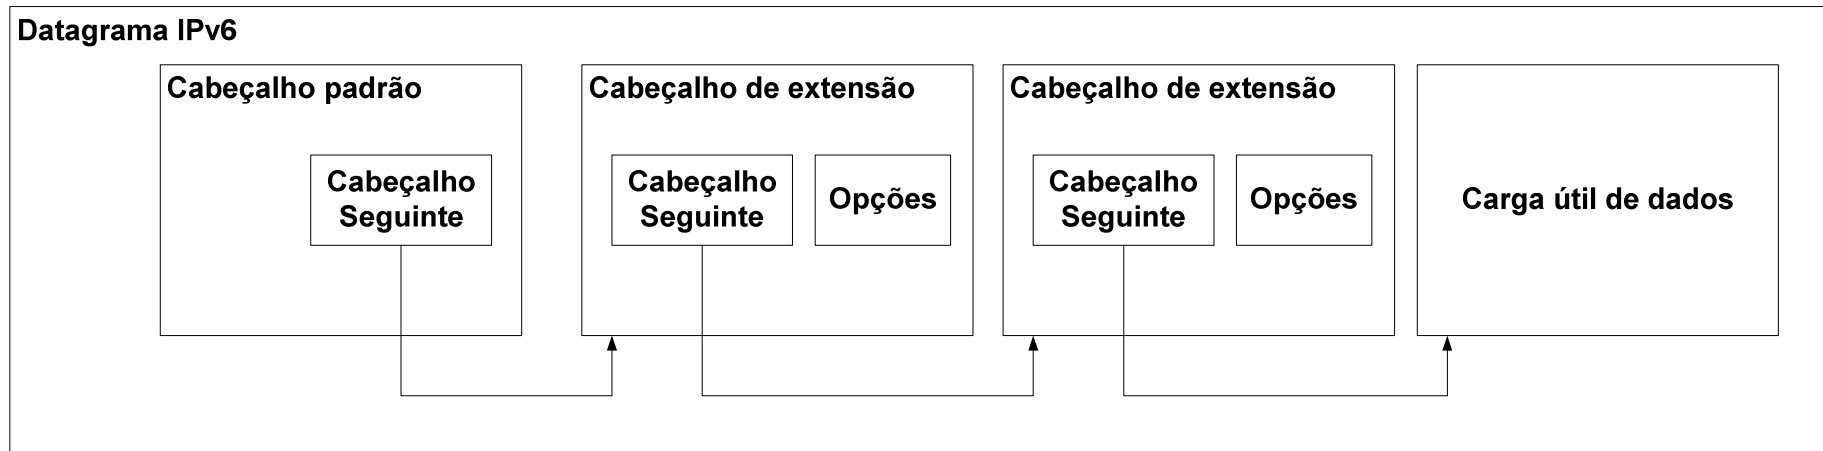 Datagrama IPv6
Cabeçalho padrão
Cabeçalho
Seguinte
Cabeçalho de extensão
Cabeçalho
Seguinte
Opções
Cabeçalho de extensão
Cabeçalho
Seguinte
Opções
Carga útil de dados